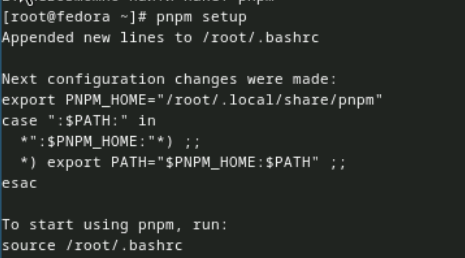 [root@fedora ~]# pnpm setup
Appended new lines to /root/.bashrc

Next configuration changes were made:
export PNPM_HOME="/root/.local/share/pnpm"
case ":$PATH:" in
  *":$PNPM_HOME:"*) ;;
  *) export PATH="$PNPM_HOME:$PATH" ;;
esac

To start using pnpm, run:
source /root/.bashrc